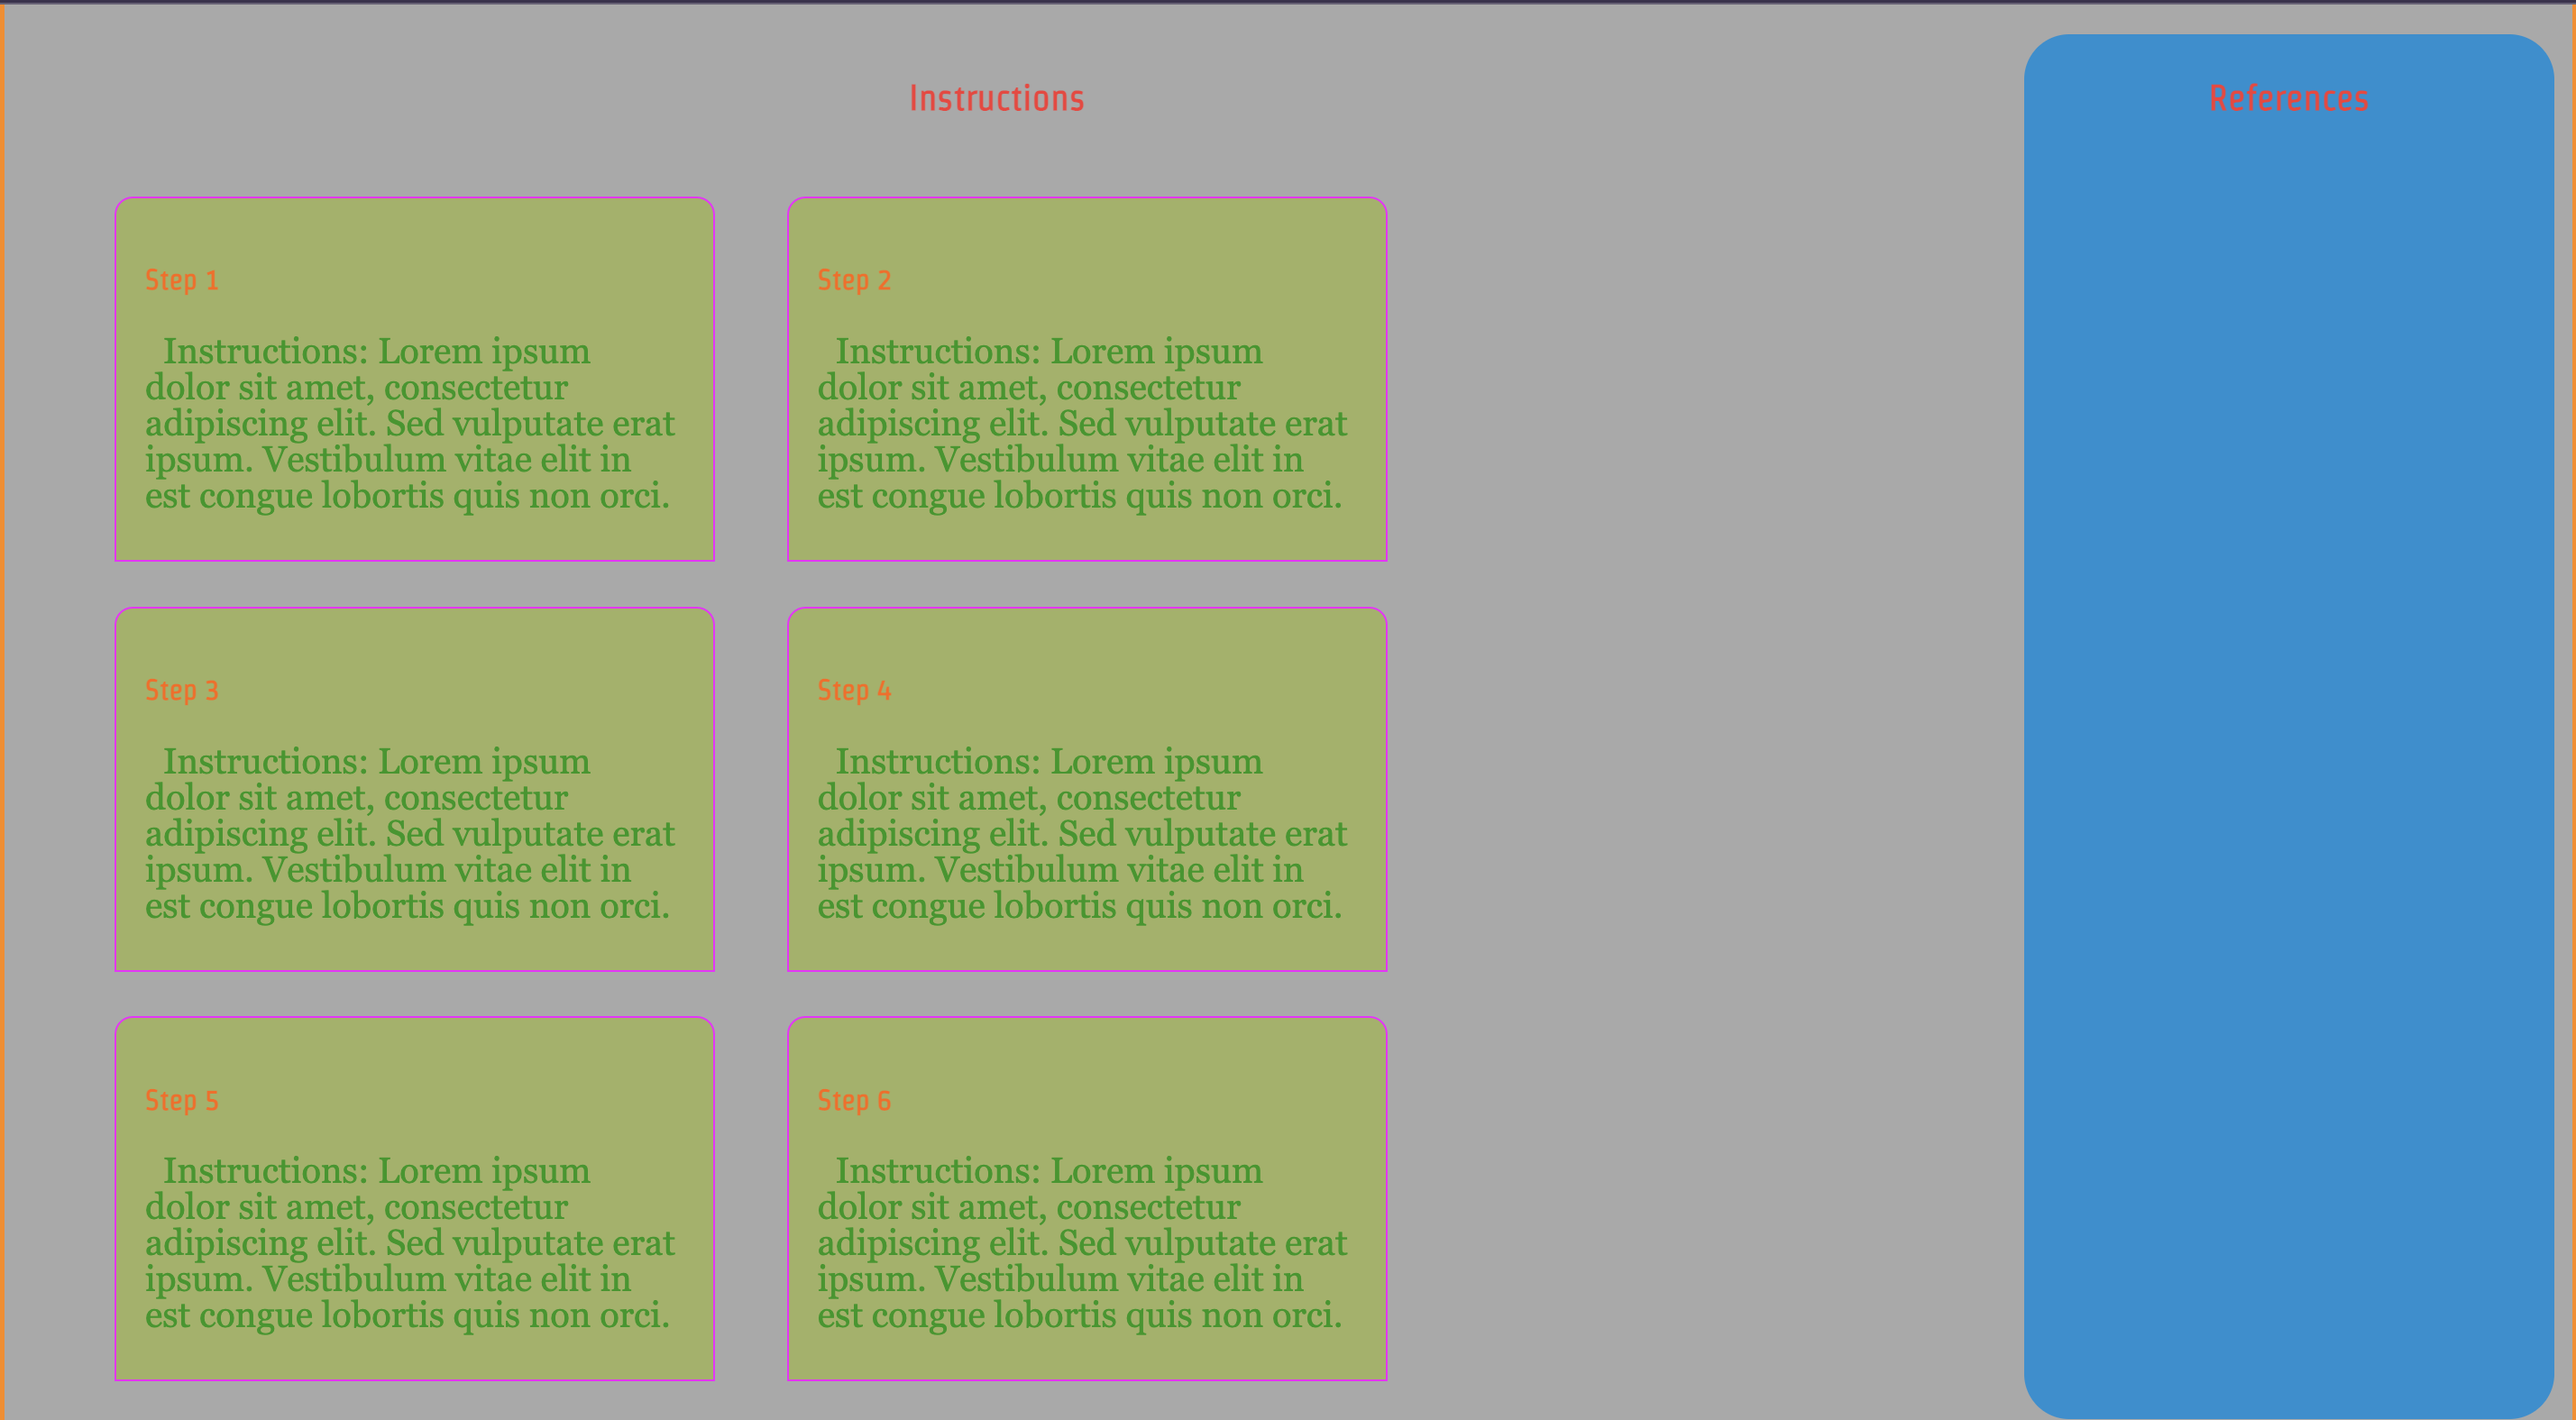 Instructions
References
Step 1
Instructions: Lorem ipsum
dolor sit amet, consectetur
adipiscing elit. Sed vulputate erat
ipsum. Vestibulum vitae elit in
est congue lobortis quis non orci.
Step 2
Instructions: Lorem ipsum
dolor sit amet, consectetur
adipiscing elit. Sed vulputate erat
ipsum. Vestibulum vitae elit in
est congue lobortis quis non orci.
Step 3
Instructions: Lorem ipsum
dolor sit amet, consectetur
adipiscing elit. Sed vulputate erat
ipsum. Vestibulum vitae elit in
est congue lobortis quis non orci.
Step 4
Instructions: Lorem ipsum
dolor sit amet, consectetur
adipiscing elit. Sed vulputate erat
ipsum. Vestibulum vitae elit in
est congue lobortis quis non orci.
Step 5
Instructions: Lorem ipsum
dolor sit amet, consectetur
adipiscing elit. Sed vulputate erat
ipsum. Vestibulum vitae elit in
est congue lobortis quis non orci.
Step 6
Instructions: Lorem ipsum
dolor sit amet, consectetur
adipiscing elit. Sed vulputate erat
ipsum. Vestibulum vitae elit in
est congue lobortis quis non orci.